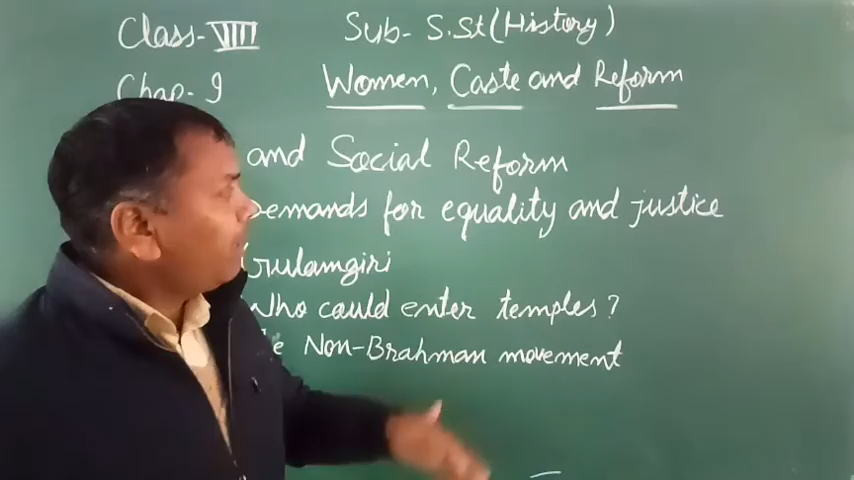 Class-VIII Sub- S.St(History)
Chap- 9 Women, Caste and Reform
and Social Reform
Demands for equality and justice
Gulamgiri
Who could enter temples?
Non-Brahman movement